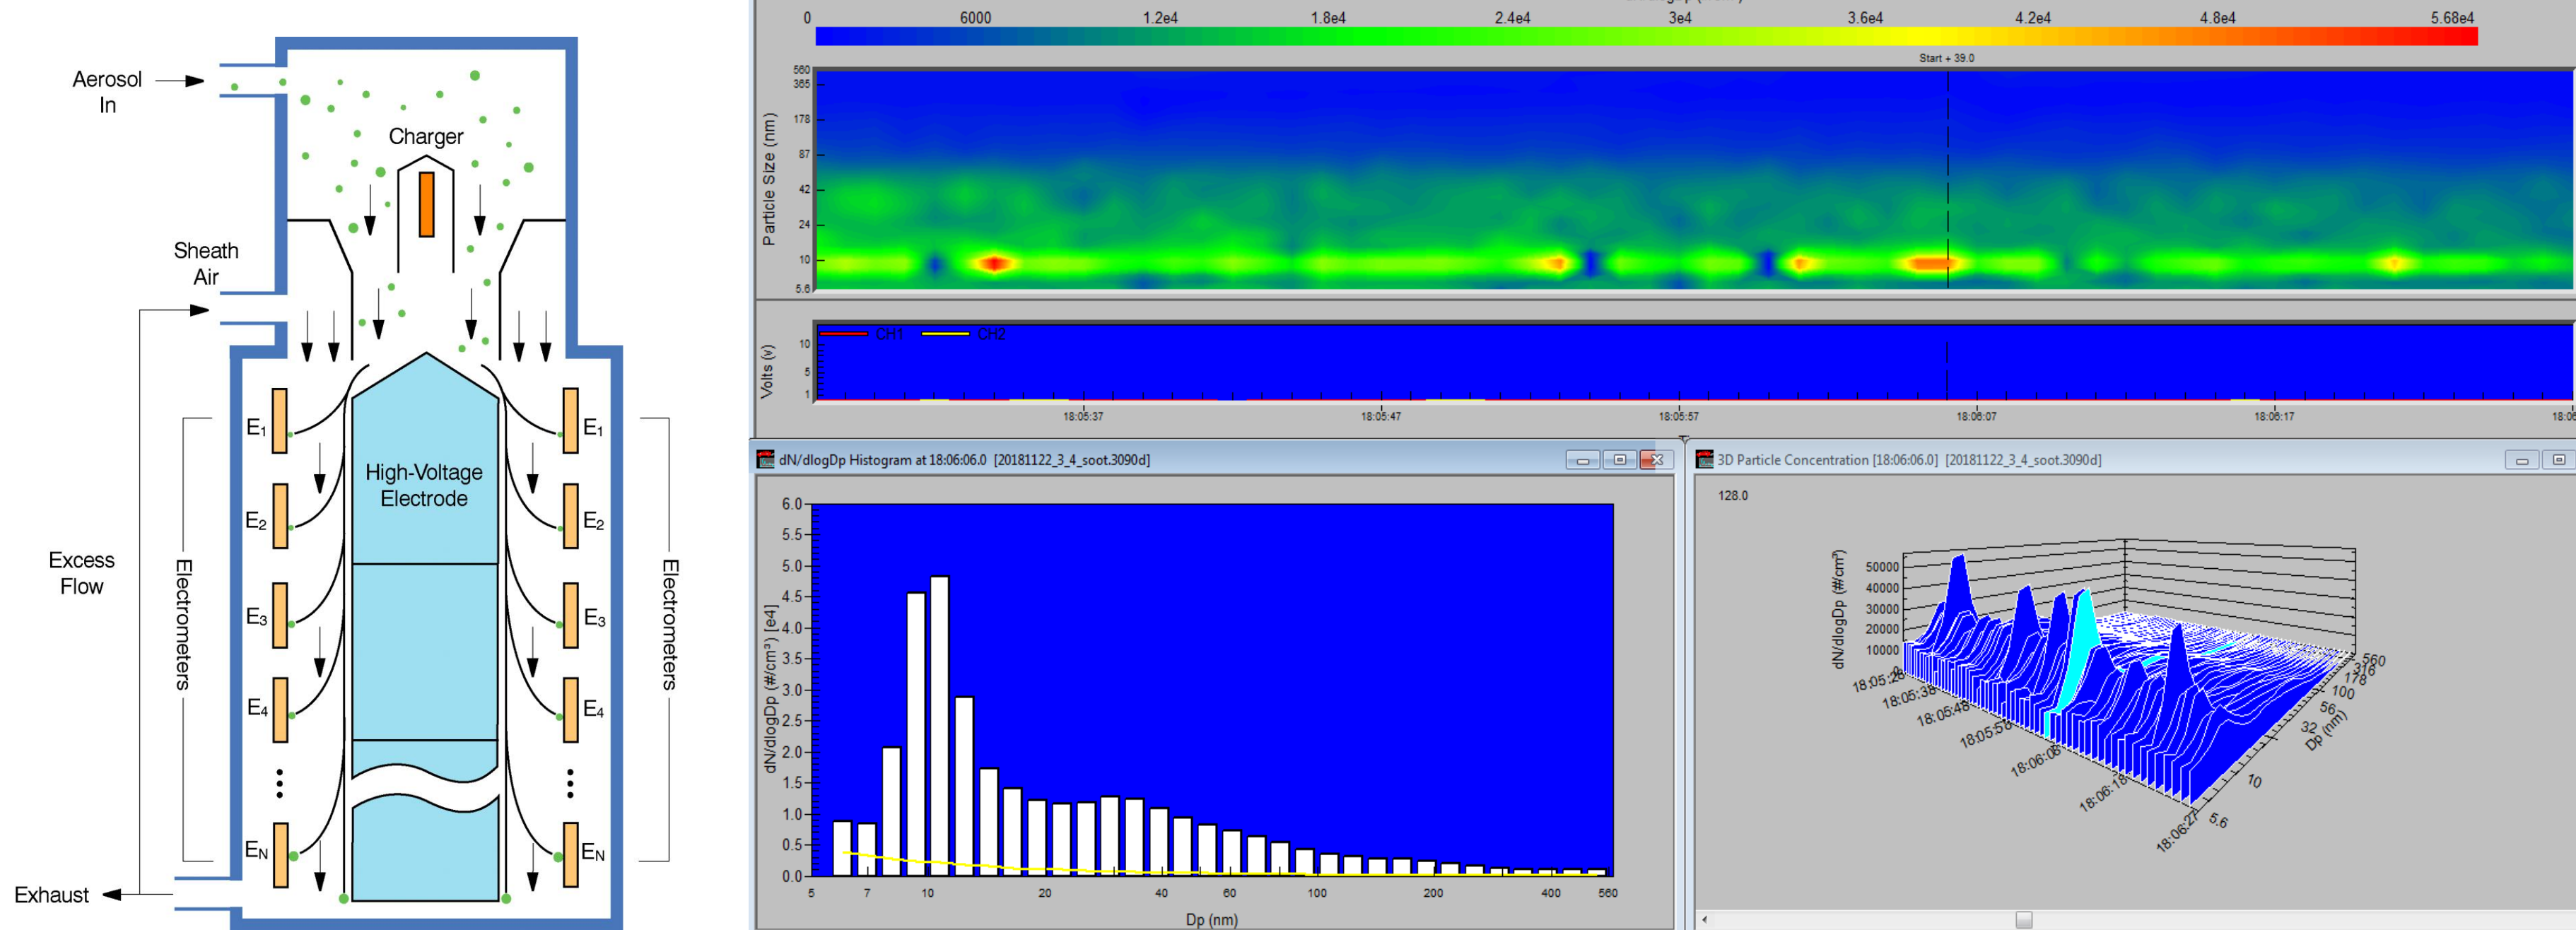 Aerosol
In
Charger
Sheath
Air
High-Voltage
Electrode
Excess
Flow
Electrometers
Electrometers
E1
E1
E2
E2
E3
E3
E4
E4
EN
EN
Exhaust
0 6000 1.2e4 1.8e4 2.4e4 3e4 3.6e4 4.2e4 4.8e4 5.68e4
Start + 39.0
Particle Size (nm)
560
365
178
87
42
24
10
5.6
Volts (v)
10
5
1
CH1 CH2
18:05:37 18:05:47 18:05:57 18:06:07 18:06:17
dN/dlogDp Histogram at 18:06:06.0 [20181122_3_4_soot.3090d]
dN/dlogDp (#/cm³) [e4]
6.0
5.5
5.0
4.5
4.0
3.5
3.0
2.5
2.0
1.5
1.0
0.5
0.0
5 7 10 20 40 60 100 200 400 560
Dp (nm)
3D Particle Concentration [18:06:06.0] [20181122_3_4_soot.3090d]
128.0
dN/dlogDp (#/cm³)
50000
40000
30000
20000
10000
0
18:05:28
18:05:38
18:05:48
18:05:58
18:06:08
18:06:18
18:06:27
5.6
10
32
56
100
178
316
560
Dp (nm)